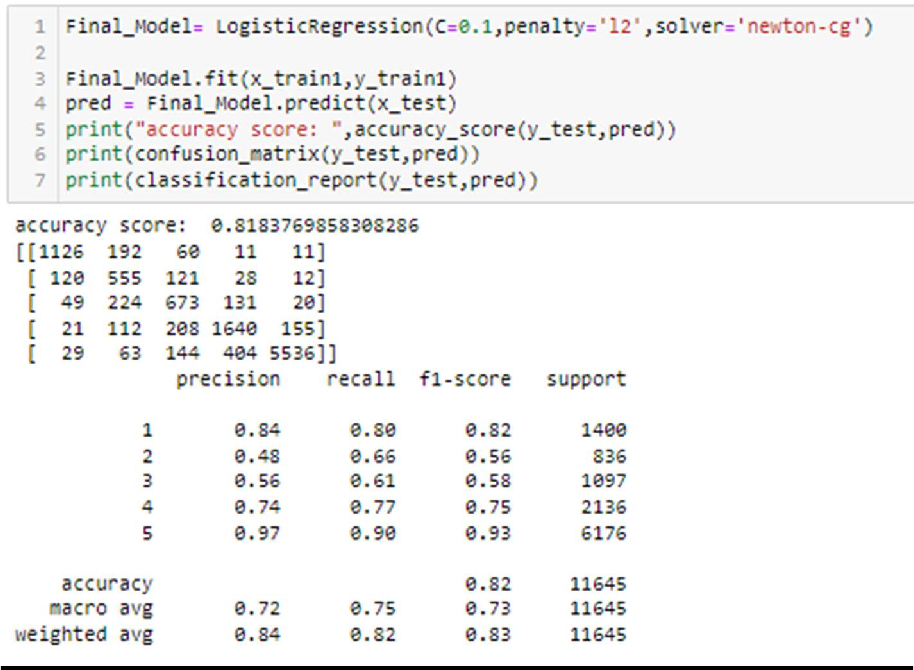 1 Final_Model= LogisticRegression(C=0.1,penalty='l2',solver='newton-cg')
2
3 Final_Model.fit(x_train1,y_train1)
4 pred = Final_Model.predict(x_test)
5 print("accuracy score: ",accuracy_score(y_test,pred))
6 print(confusion_matrix(y_test,pred))
7 print(classification_report(y_test,pred))
accuracy score:  0.8183769858308286
[[1126  192   60   11   11]
 [ 120  555  121   28   12]
 [  49  224  673  131   20]
 [  21  112  208 1640  155]
 [  29   63  144  404 5536]]
              precision    recall  f1-score   support
           1       0.84      0.80      0.82      1400
           2       0.48      0.66      0.56       836
           3       0.56      0.61      0.58      1097
           4       0.74      0.77      0.75      2136
           5       0.97      0.90      0.93      6176
    accuracy                           0.82     11645
   macro avg       0.72      0.75      0.73     11645
weighted avg       0.84      0.82      0.83     11645